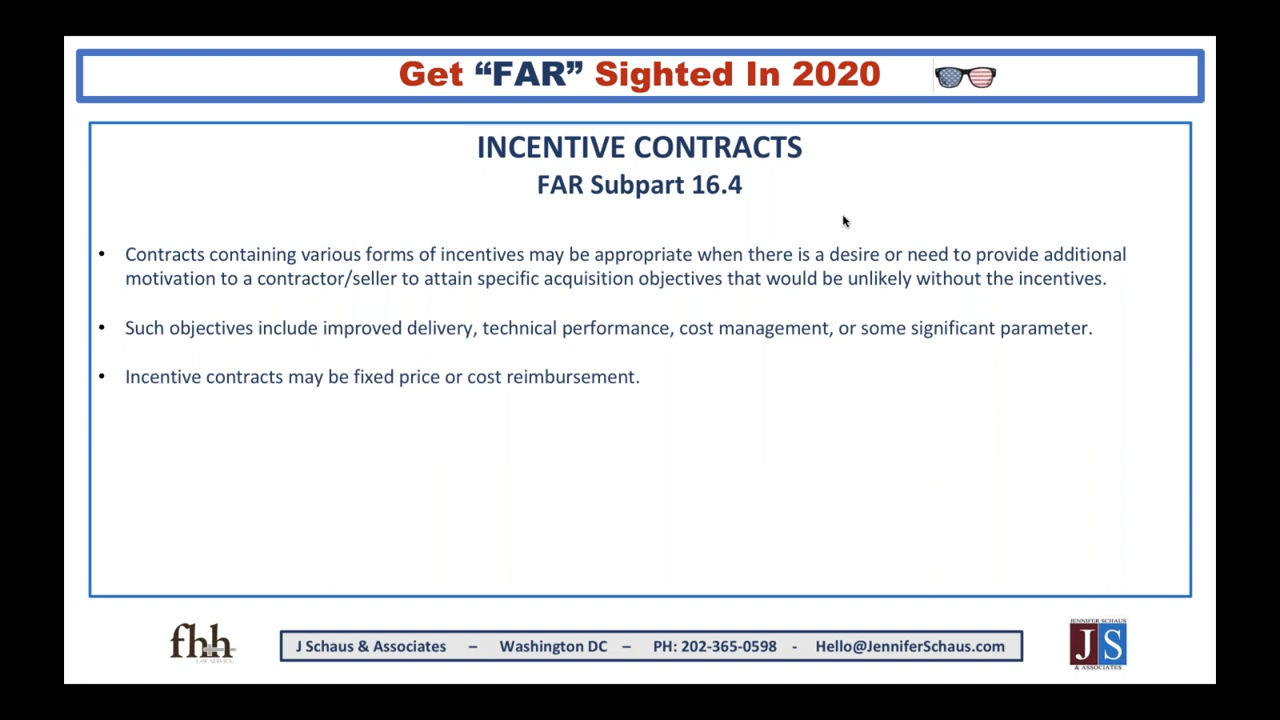 Get “FAR” Sighted In 2020
INCENTIVE CONTRACTS
FAR Subpart 16.4
• Contracts containing various forms of incentives may be appropriate when there is a desire or need to provide additional
motivation to a contractor/seller to attain specific acquisition objectives that would be unlikely without the incentives.
• Such objectives include improved delivery, technical performance, cost management, or some significant parameter.
• Incentive contracts may be fixed price or cost reimbursement.
fhh
LAW SERVICE
J Schaus & Associates – Washington DC – PH: 202-365-0598 - Hello@JenniferSchaus.com
JENNIFER SCHAUS
JS
& ASSOCIATES